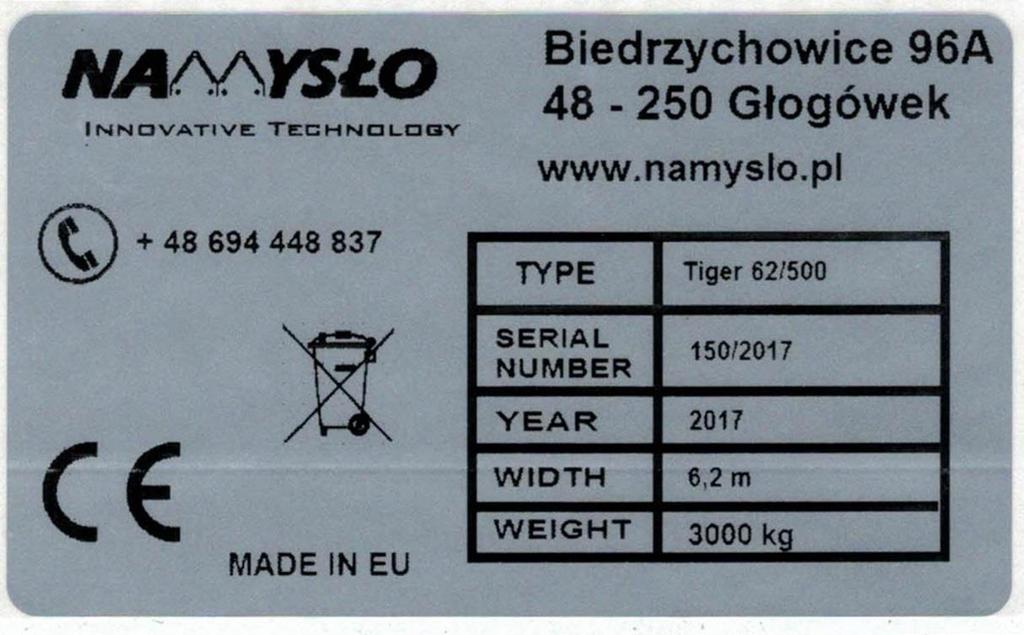 NAMYSŁO
INNOVATIVE TECHNOLOGY
Biedrzychowice 96A
48 - 250 Głogówek
www.namyslo.pl
+ 48 694 448 837
TYPE Tiger 62/500
SERIAL NUMBER 150/2017
YEAR 2017
WIDTH 6,2 m
WEIGHT 3000 kg
CE
MADE IN EU